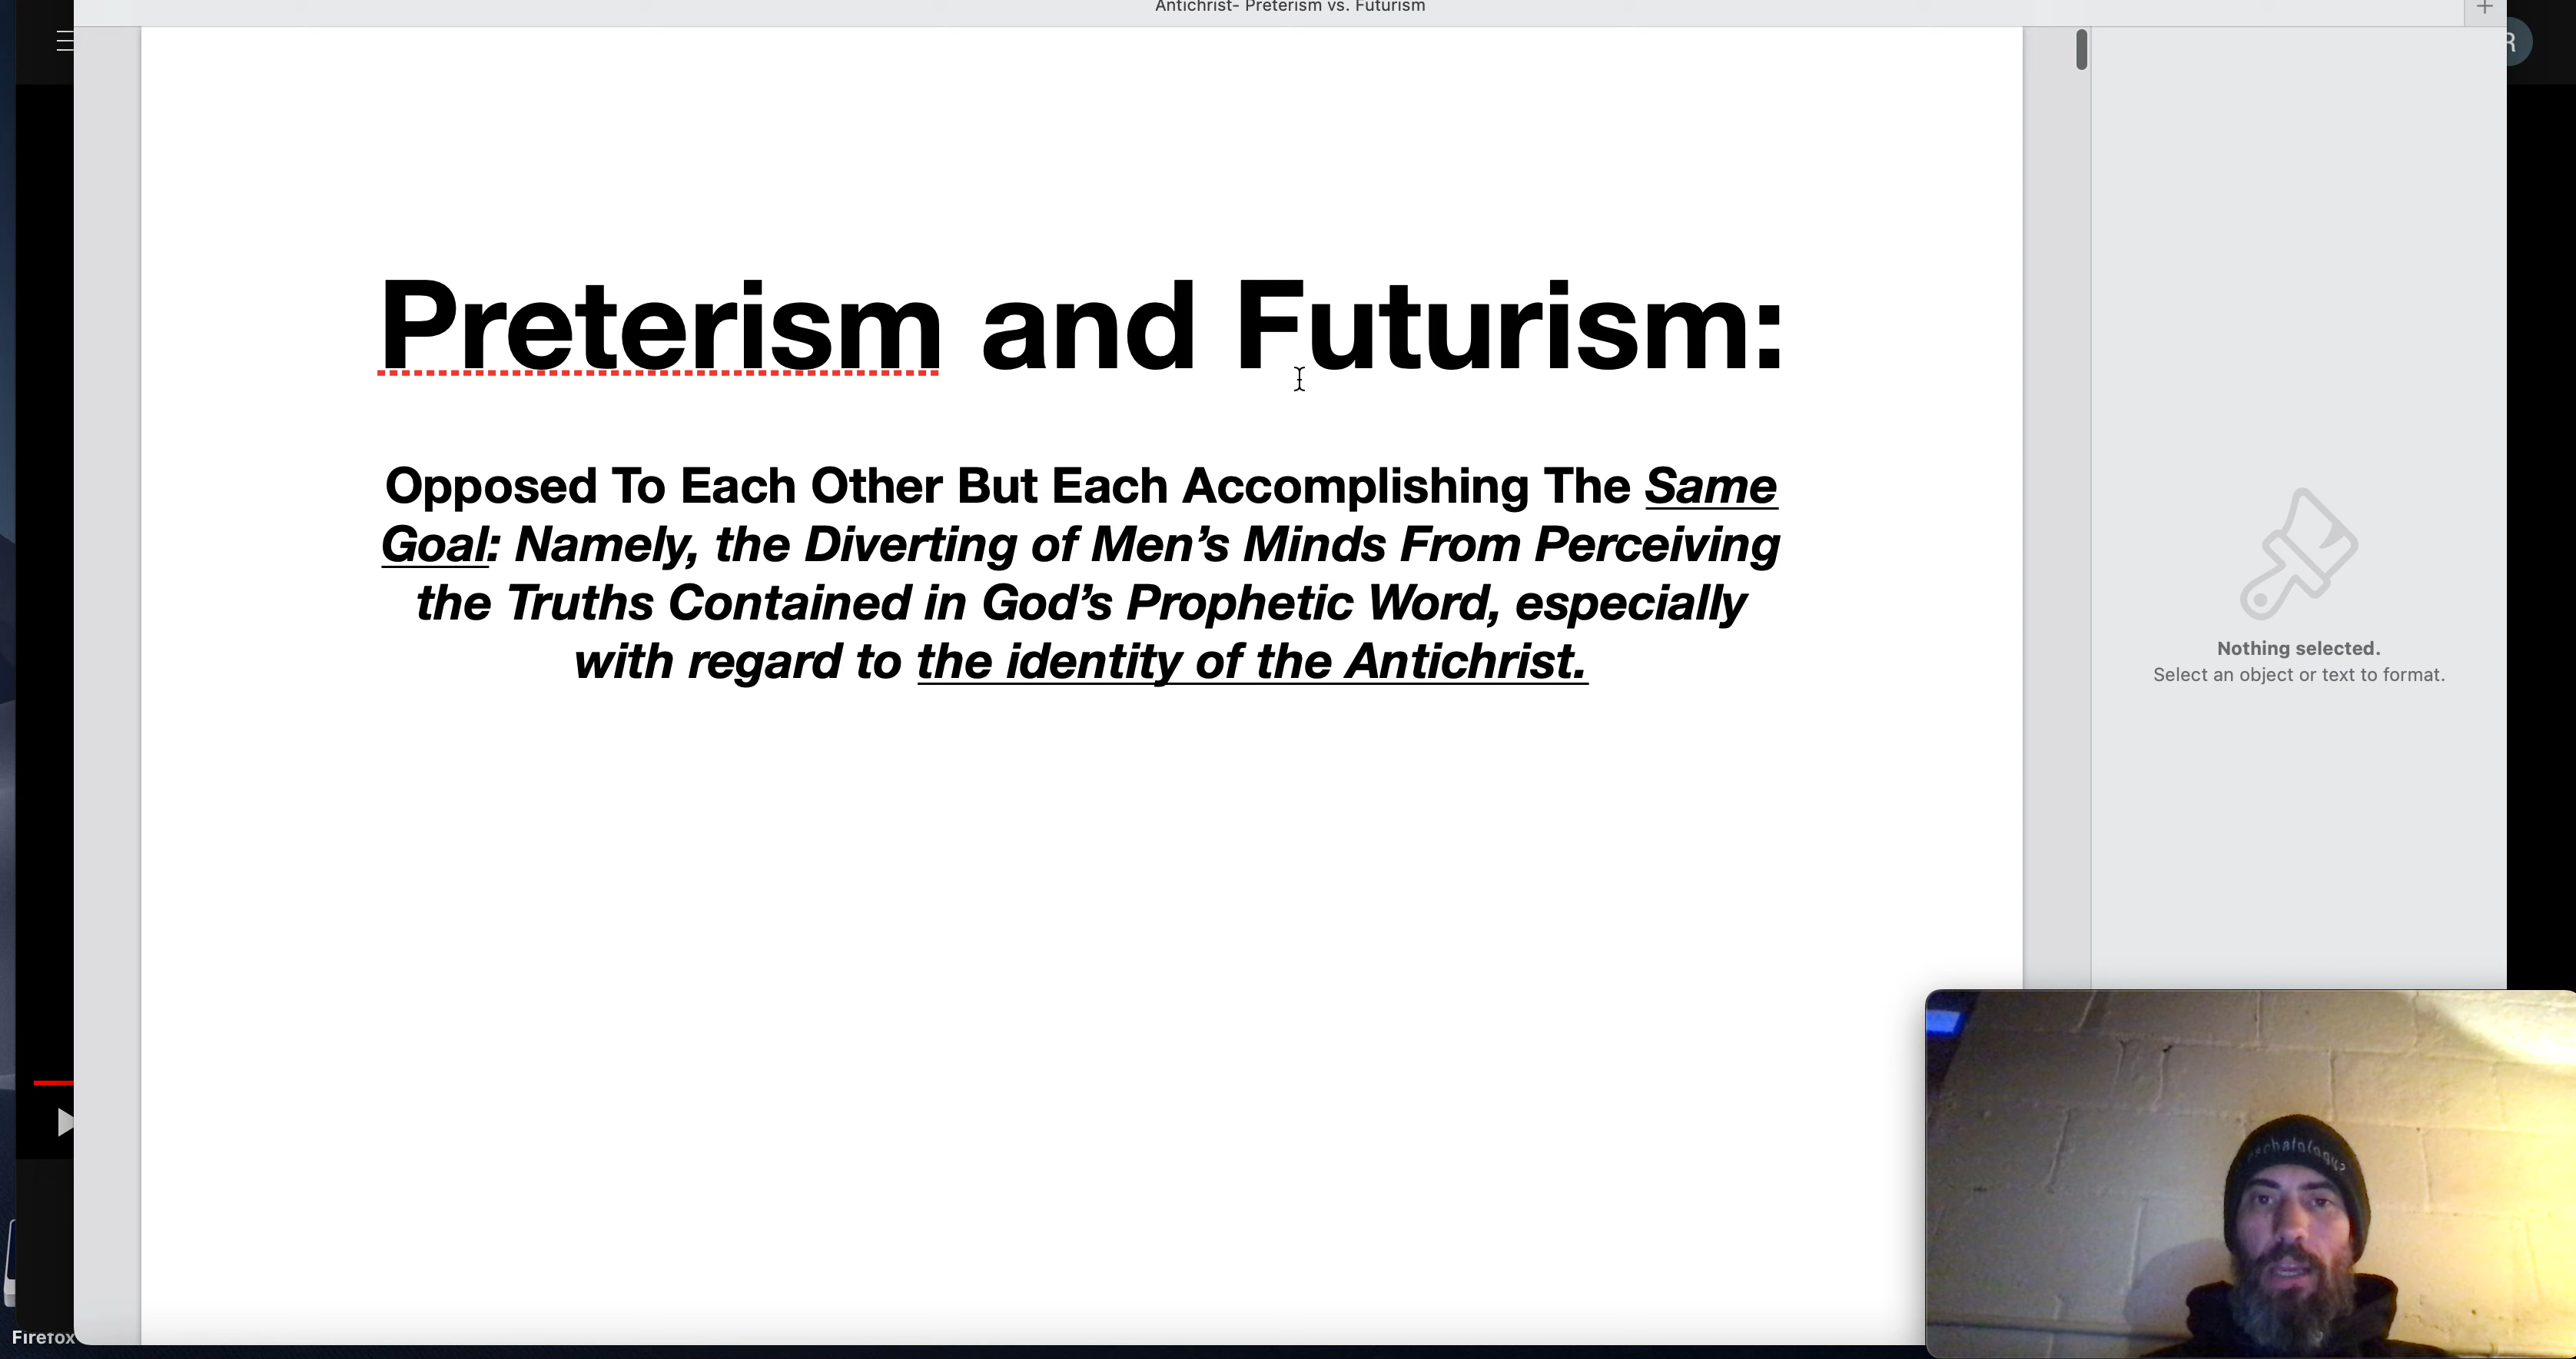 Antichrist- Preterism vs. Futurism
R
Preterism and Futurism:
Opposed To Each Other But Each Accomplishing The Same
Goal: Namely, the Diverting of Men’s Minds From Perceiving
the Truths Contained in God’s Prophetic Word, especially
with regard to the identity of the Antichrist.
Nothing selected.
Select an object or text to format.
Firefox